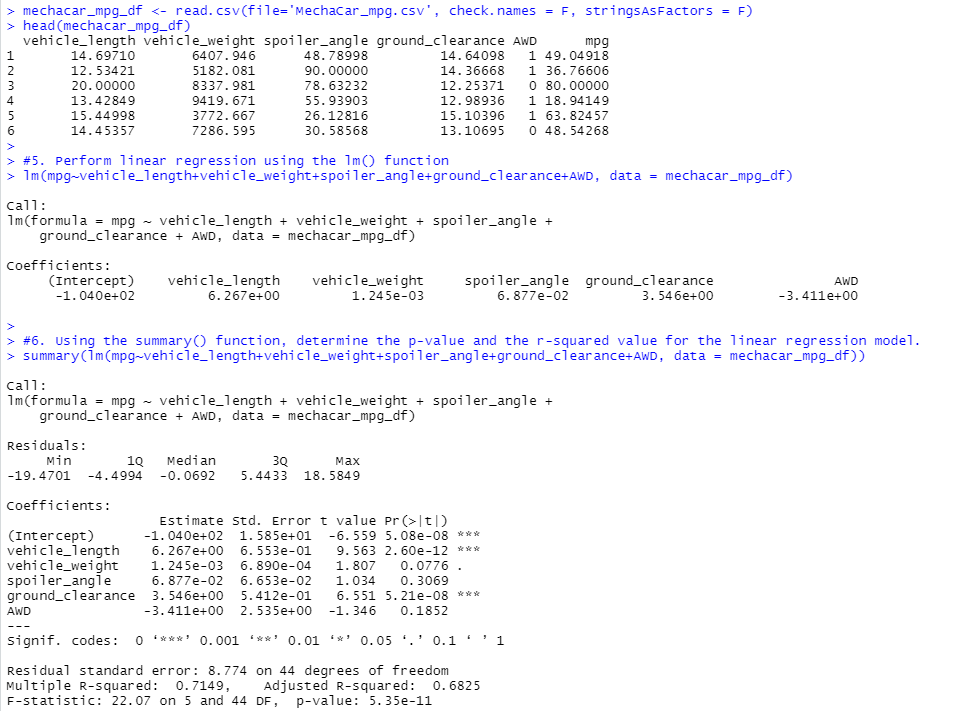 > mechacar_mpg_df <- read.csv(file='MechaCar_mpg.csv', check.names = F, stringsAsFactors = F)
> head(mechacar_mpg_df)
  vehicle_length vehicle_weight spoiler_angle ground_clearance AWD      mpg
1       14.69710       6407.946      48.78998         14.64098   1 49.04918
2       12.53421       5182.081      90.00000         14.36668   1 36.76606
3       20.00000       8337.981      78.63232         12.25371   0 80.00000
4       13.42849       9419.671      55.93903         12.98936   1 18.94149
5       15.44998       3772.667      26.12816         15.10396   1 63.82457
6       14.45357       7286.595      30.58568         13.10695   0 48.54268
>
> #5. Perform linear regression using the lm() function
> lm(mpg~vehicle_length+vehicle_weight+spoiler_angle+ground_clearance+AWD, data = mechacar_mpg_df)
Call:
lm(formula = mpg ~ vehicle_length + vehicle_weight + spoiler_angle +
    ground_clearance + AWD, data = mechacar_mpg_df)
Coefficients:
     (Intercept)    vehicle_length    vehicle_weight     spoiler_angle  ground_clearance               AWD
      -1.040e+02         6.267e+00         1.245e-03         6.877e-02         3.546e+00        -3.411e+00
>
> #6. Using the summary() function, determine the p-value and the r-squared value for the linear regression model.
> summary(lm(mpg~vehicle_length+vehicle_weight+spoiler_angle+ground_clearance+AWD, data = mechacar_mpg_df))
Call:
lm(formula = mpg ~ vehicle_length + vehicle_weight + spoiler_angle +
    ground_clearance + AWD, data = mechacar_mpg_df)
Residuals:
     Min       1Q   Median       3Q      Max
-19.4701  -4.4994  -0.0692   5.4433  18.5849
Coefficients:
                   Estimate Std. Error t value Pr(>|t|)
(Intercept)      -1.040e+02  1.585e+01  -6.559 5.08e-08 ***
vehicle_length    6.267e+00  6.553e-01   9.563 2.60e-12 ***
vehicle_weight    1.245e-03  6.890e-04   1.807   0.0776 .
spoiler_angle     6.877e-02  6.653e-02   1.034   0.3069
ground_clearance  3.546e+00  5.412e-01   6.551 5.21e-08 ***
AWD              -3.411e+00  2.535e+00  -1.346   0.1852
---
Signif. codes:  0 ‘***’ 0.001 ‘**’ 0.01 ‘*’ 0.05 ‘.’ 0.1 ‘ ’ 1
Residual standard error: 8.774 on 44 degrees of freedom
Multiple R-squared:  0.7149,    Adjusted R-squared:  0.6825
F-statistic: 22.07 on 5 and 44 DF,  p-value: 5.35e-11